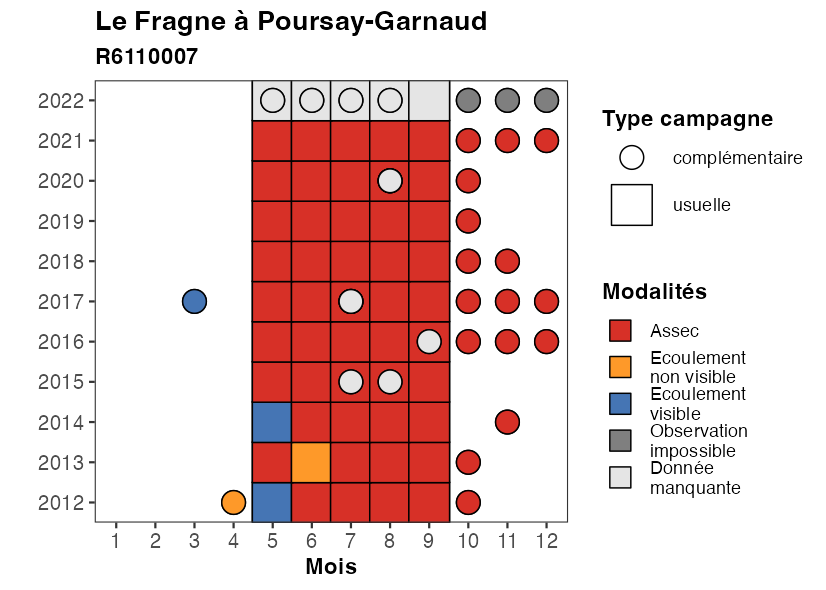 Le Fragne à Poursay-Garnaud
R6110007
2022
2021
2020
2019
2018
2017
2016
2015
2014
2013
2012
1 2 3 4 5 6 7 8 9 10 11 12
Mois
Type campagne
complémentaire
usuelle
Modalités
Assec
Ecoulement
non visible
Ecoulement
visible
Observation
impossible
Donnée
manquante